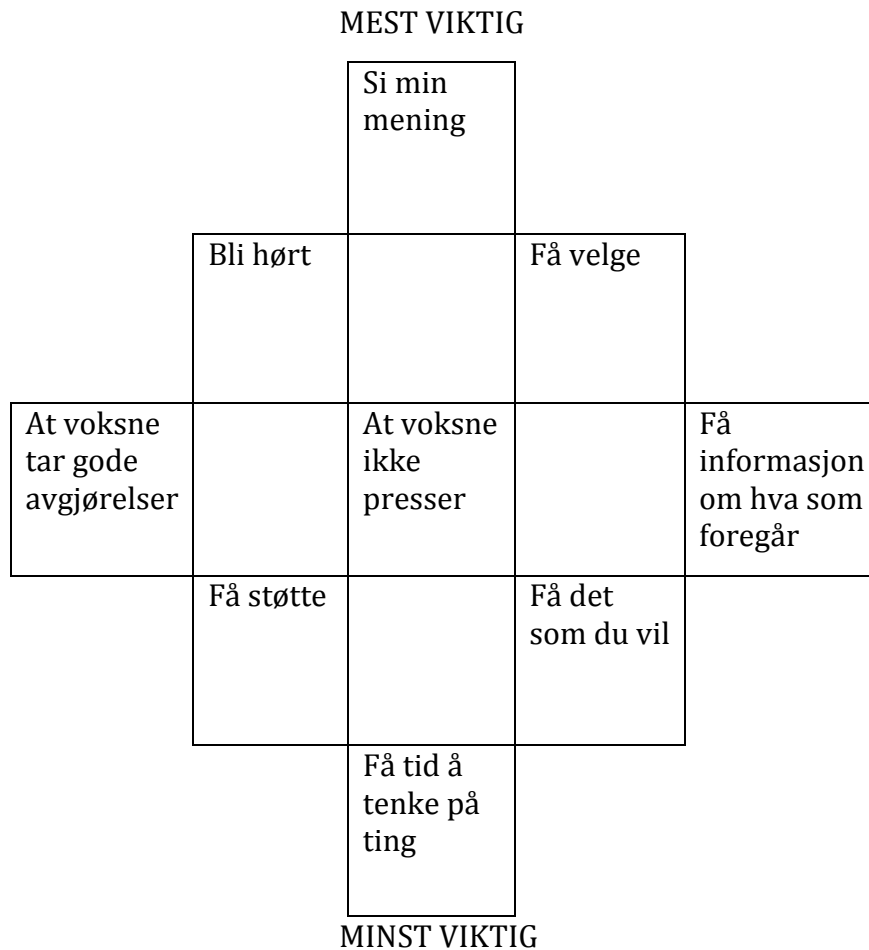 MEST VIKTIG
Si min
mening
Bli hørt
Få velge
At voksne
tar gode
avgjørelser
At voksne
ikke
presser
Få
informasjon
om hva som
foregår
Få støtte
Få det
som du vil
Få tid å
tenke på
ting
MINST VIKTIG